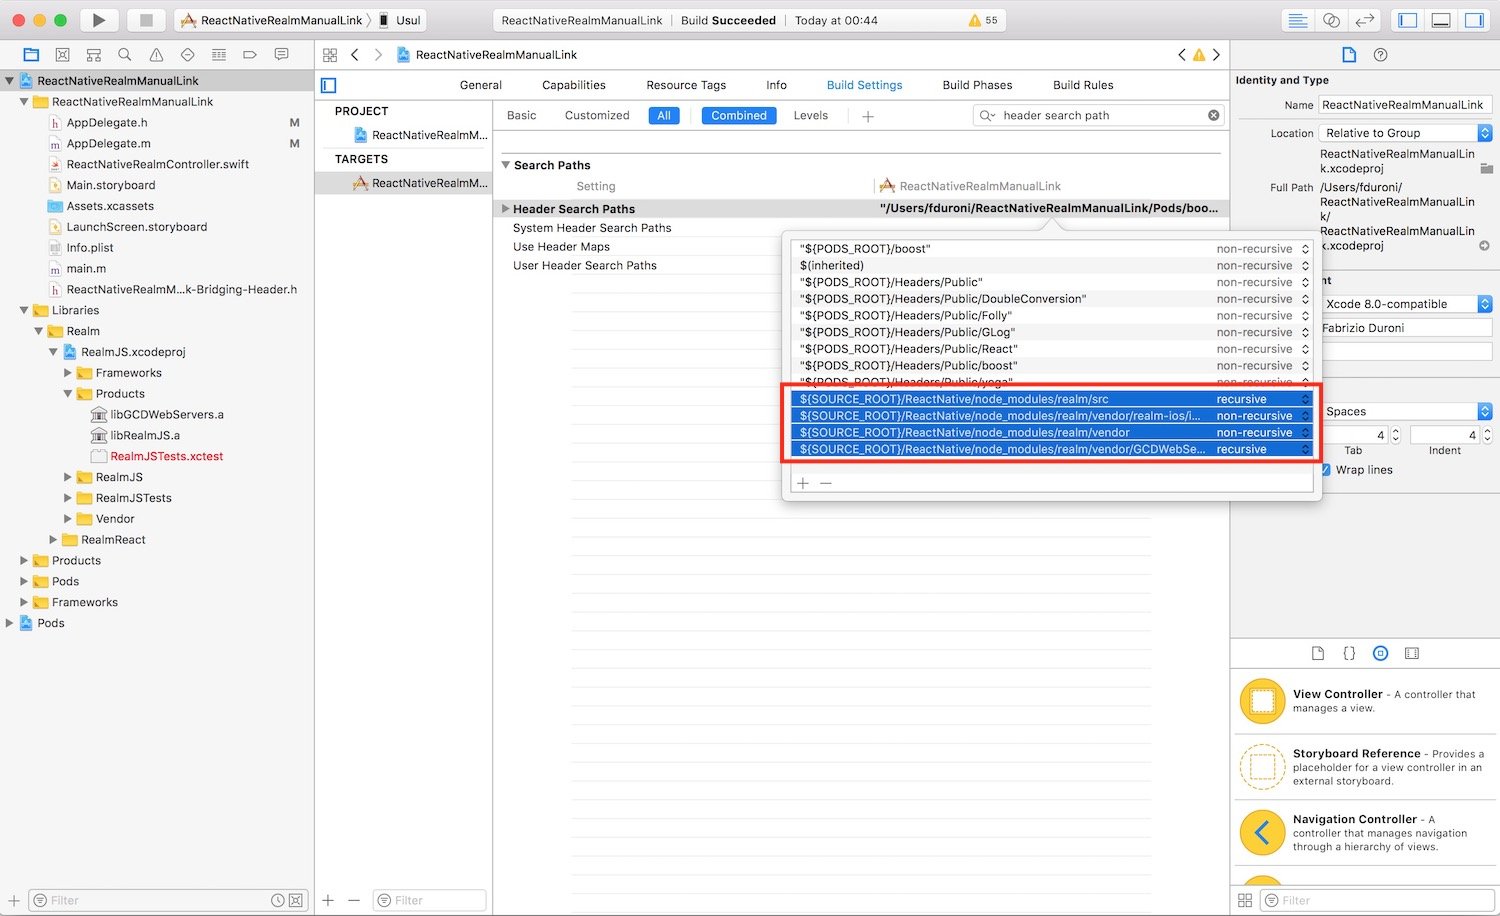 ReactNativeRealmManualLink
Usul
ReactNativeRealmManualLink
Build Succeeded
Today at 00:44
55
ReactNativeRealmManualLink
ReactNativeRealmManualLink
AppDelegate.h
M
AppDelegate.m
M
ReactNativeRealmController.swift
Main.storyboard
Assets.xcassets
LaunchScreen.storyboard
Info.plist
main.m
ReactNativeRealmM...k-Bridging-Header.h
Libraries
Realm
RealmJS.xcodeproj
Frameworks
Products
libGCDWebServers.a
libRealmJS.a
RealmJSTests.xctest
RealmJS
RealmJSTests
Vendor
RealmReact
Products
Pods
Frameworks
Pods
Filter
ReactNativeRealmManualLink
General
Capabilities
Resource Tags
Info
Build Settings
Build Phases
Build Rules
PROJECT
ReactNativeRealmM...
TARGETS
ReactNativeRealmM...
Filter
Basic
Customized
All
Combined
Levels
header search path
Search Paths
Setting
ReactNativeRealmManualLink
Header Search Paths
"/Users/fduroni/ReactNativeRealmManualLink/Pods/boo...
System Header Search Paths
Use Header Maps
User Header Search Paths
"${PODS_ROOT}/boost" non-recursive
$(inherited) non-recursive
"${PODS_ROOT}/Headers/Public" non-recursive
"${PODS_ROOT}/Headers/Public/DoubleConversion" non-recursive
"${PODS_ROOT}/Headers/Public/Folly" non-recursive
"${PODS_ROOT}/Headers/Public/GLog" non-recursive
"${PODS_ROOT}/Headers/Public/React" non-recursive
"${PODS_ROOT}/Headers/Public/boost" non-recursive
"${PODS_ROOT}/Headers/Public/yoga" non-recursive
${SOURCE_ROOT}/ReactNative/node_modules/realm/src recursive
${SOURCE_ROOT}/ReactNative/node_modules/realm/vendor/realm-ios/i... non-recursive
${SOURCE_ROOT}/ReactNative/node_modules/realm/vendor non-recursive
${SOURCE_ROOT}/ReactNative/node_modules/realm/vendor/GCDWebSe... recursive
Identity and Type
Name
ReactNativeRealmManualLink
Location
Relative to Group
ReactNativeRealmManualLin
k.xcodeproj
Full Path
/Users/fduroni/
ReactNativeRealmManualLin
k/
ReactNativeRealmManualLin
k.xcodeproj
nt
Xcode 8.0-compatible
Fabrizio Duroni
Spaces
4
4
Tab
Indent
Wrap lines
{}
View Controller - A controller that
manages a view.
Storyboard Reference - Provides a
placeholder for a view controller in an
external storyboard.
Navigation Controller - A
controller that manages navigation
through a hierarchy of views.
Filter